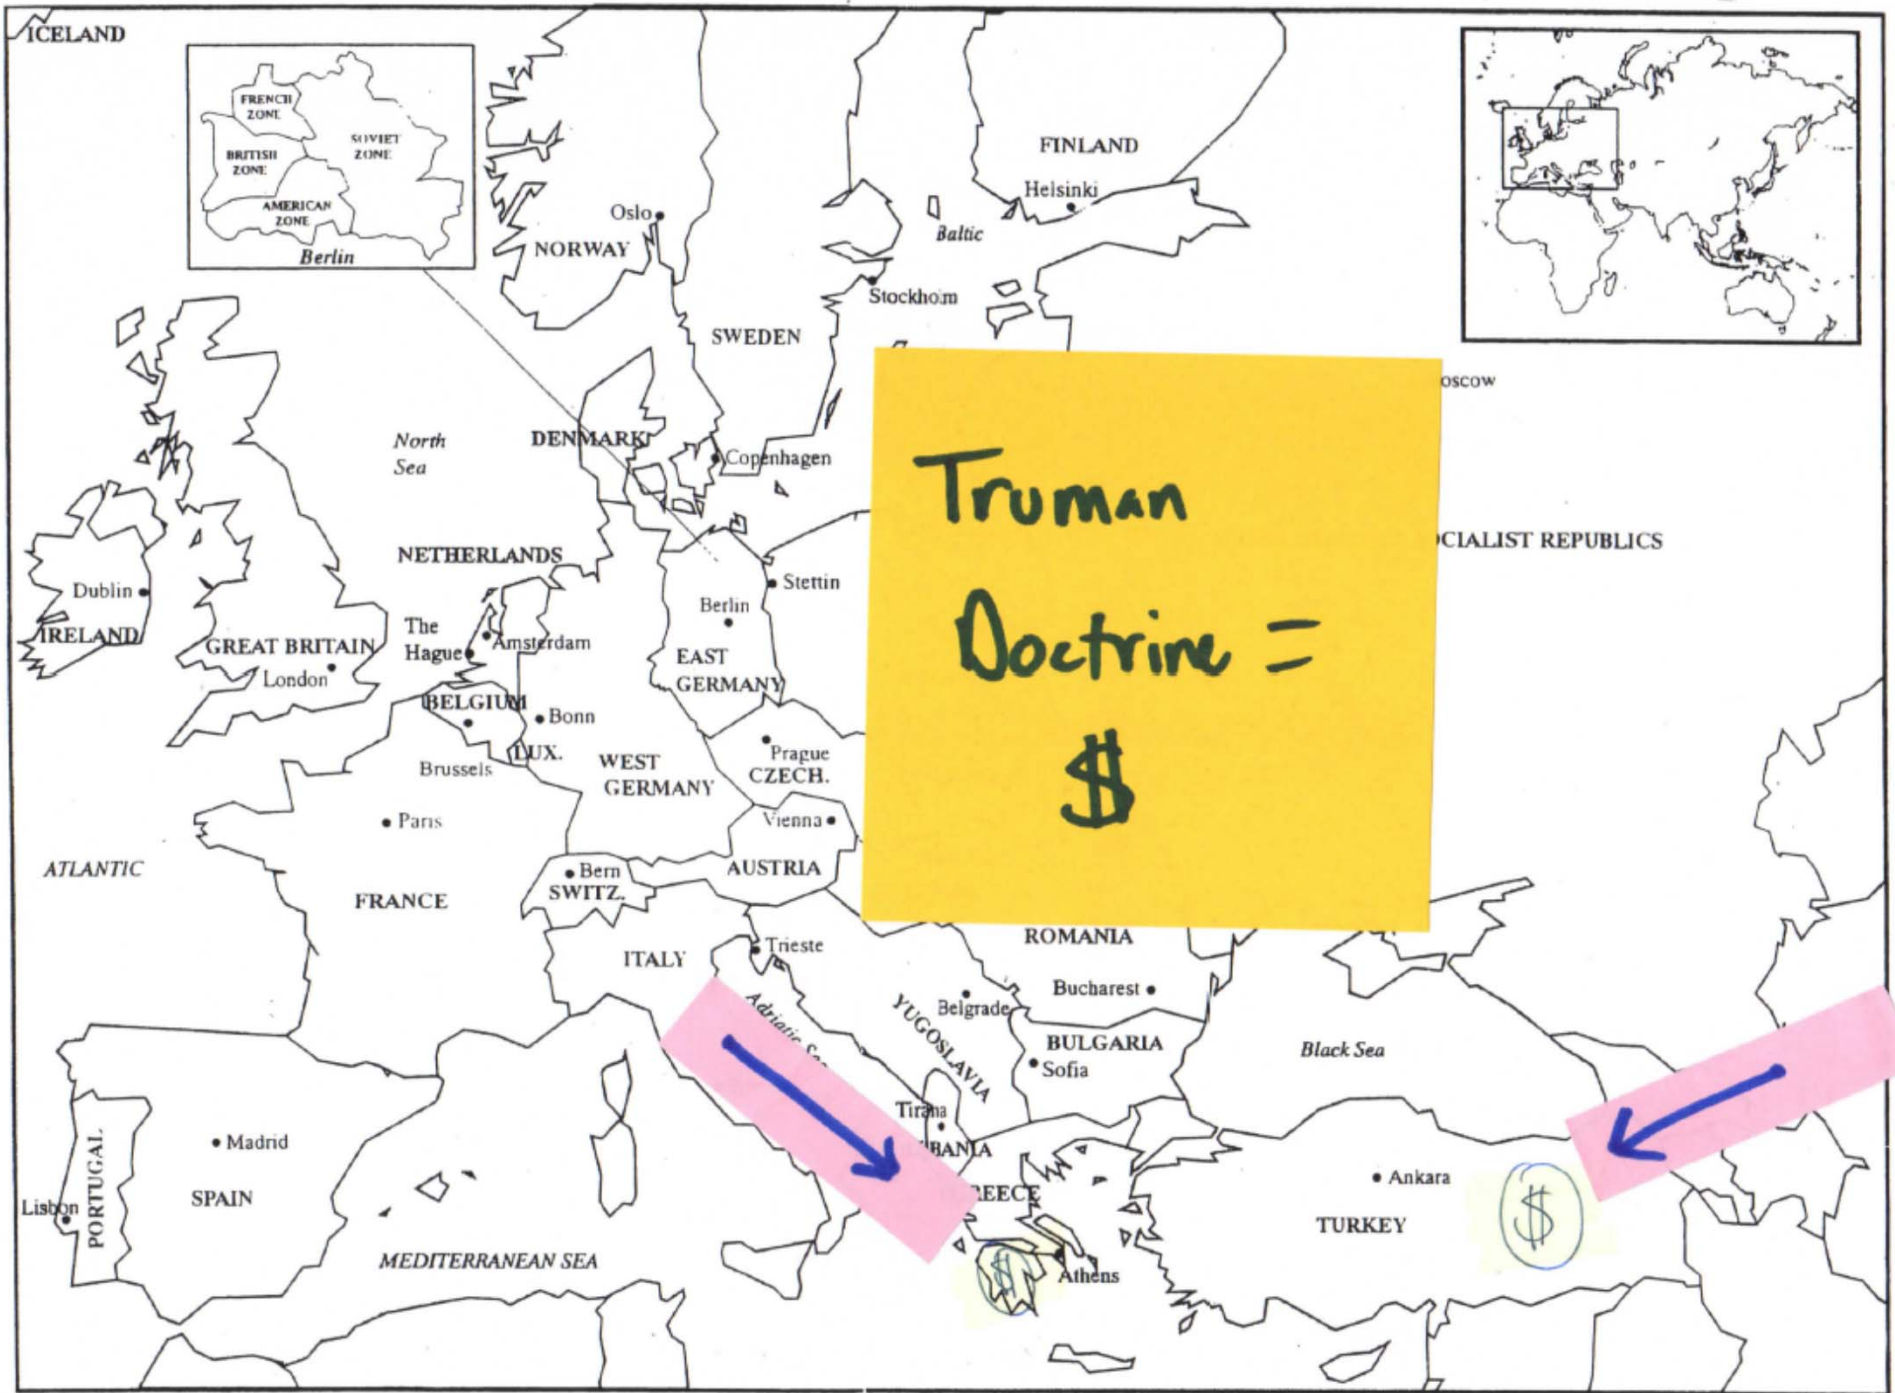 ICELAND
FRENCH
ZONE
BRITISH
ZONE
SOVIET
ZONE
AMERICAN
ZONE
Berlin
FINLAND
Helsinki
Oslo
NORWAY
Baltic
Stockholm
SWEDEN
oscow
North
Sea
DENMARK
Copenhagen
Truman
Doctrine =
$
OCIALIST REPUBLICS
NETHERLANDS
Dublin
IRELAND
GREAT BRITAIN
London
The
Hague
Amsterdam
Stettin
Berlin
EAST
GERMANY
BELGIUM
Bonn
LUX.
Brussels
WEST
GERMANY
Prague
CZECH.
Paris
Vienna
ATLANTIC
Bern
SWITZ.
AUSTRIA
FRANCE
ROMANIA
Trieste
ITALY
Bucharest
Belgrade
Adriatic Sea
YUGOSLAVIA
BULGARIA
Sofia
Black Sea
Tirana
BANIA
Madrid
SPAIN
PORTUGAL
Lisbon
REECE
Ankara
TURKEY
$
MEDITERRANEAN SEA
$
Athens